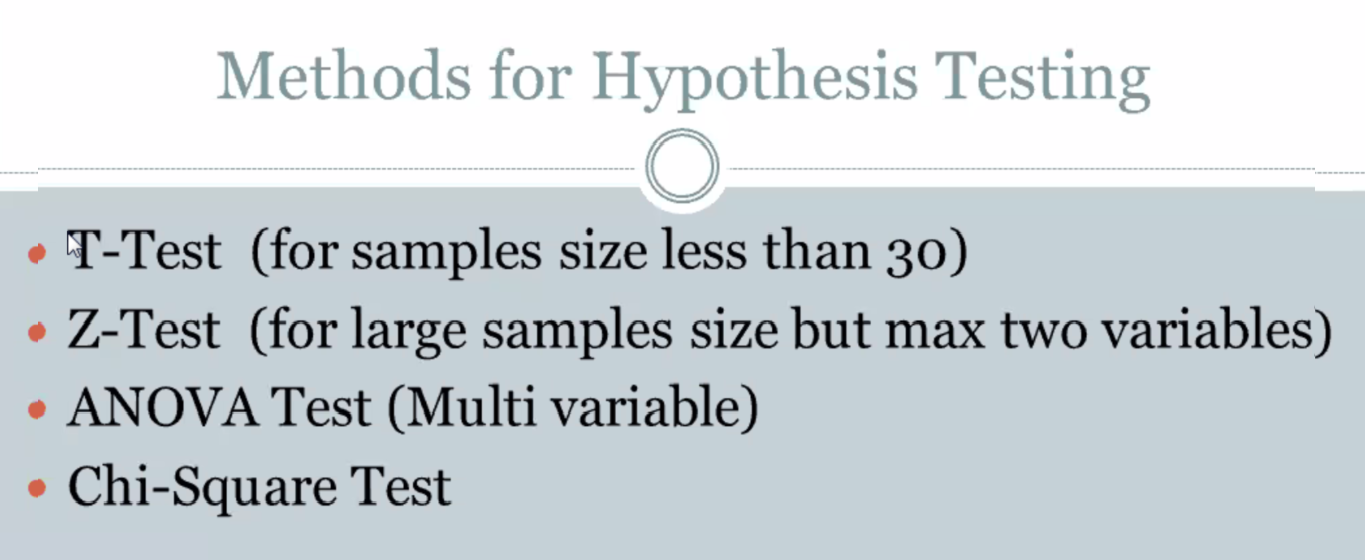 Methods for Hypothesis Testing
T-Test (for samples size less than 30)
Z-Test (for large samples size but max two variables)
ANOVA Test (Multi variable)
Chi-Square Test